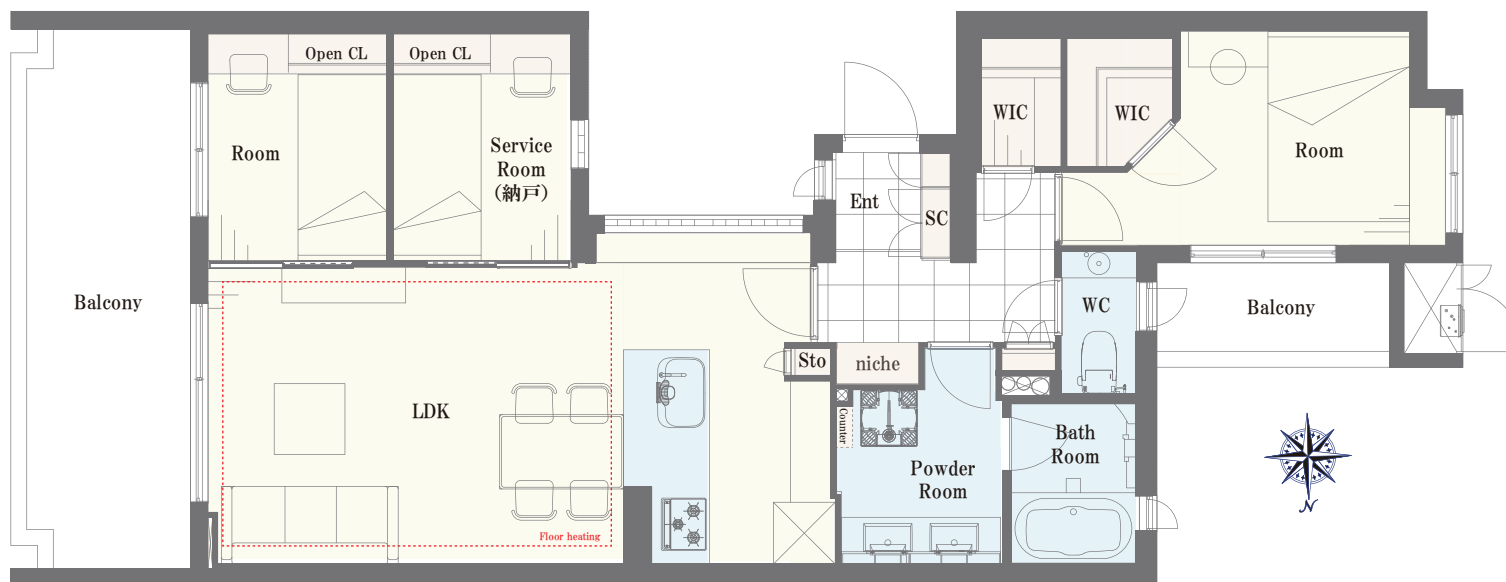 Open CL
Open CL
WIC
WIC
Room
Service
Room
(納戸)
Room
Ent
SC
Balcony
WC
Balcony
Sto
niche
LDK
Counter
Bath
Room
Powder
Room
Floor heating
N